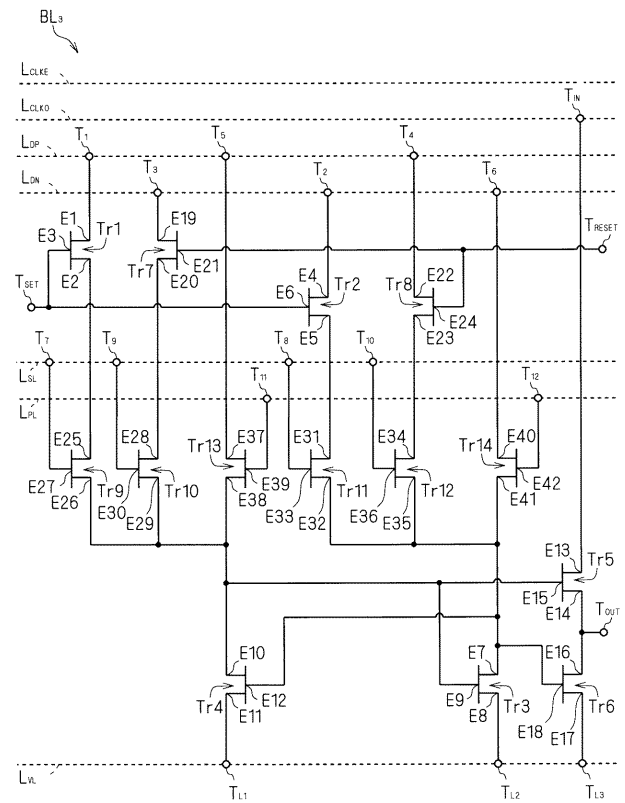 BL3
LCLKE
LCLKO
TIN
LDP
T1
T5
T4
LDN
T3
T2
T6
E1
E3
Tr1
E2
E19
Tr7
E21
E20
TRESET
TSET
E4
E6
Tr2
E5
E22
Tr8
E24
E23
T7
T9
T8
T10
LSL
T11
T12
LPL
E25
E27
Tr9
E26
E28
E30
Tr10
E29
Tr13
E37
E39
E38
E31
E33
Tr11
E32
E34
E36
Tr12
E35
Tr14
E40
E42
E41
E13
Tr5
E15
E14
TOUT
E10
E12
Tr4
E11
E7
E9
Tr3
E8
E16
E18
Tr6
E17
LVL
TL1
TL2
TL3